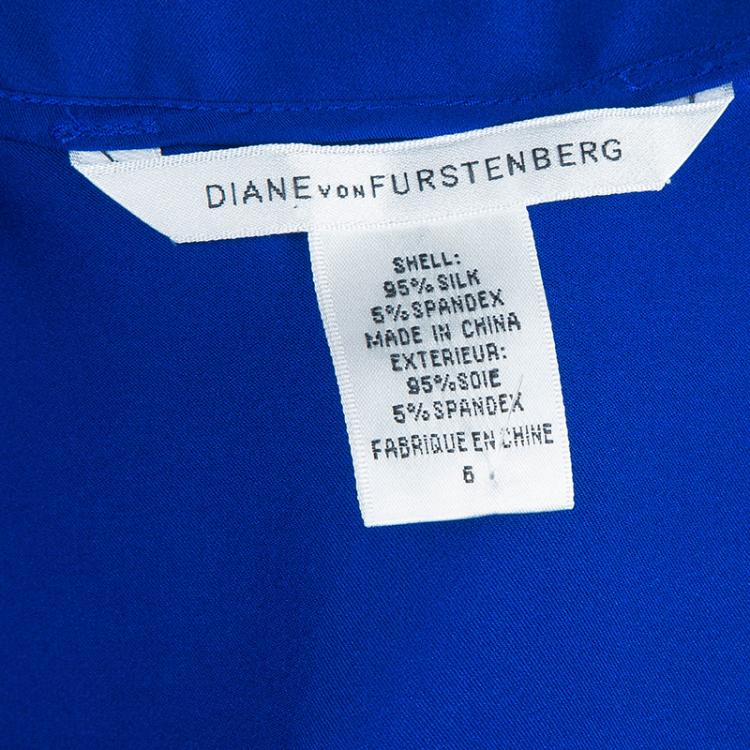 DIANE VON FURSTENBERG
SHELL:
95% SILK
5% SPANDEX
MADE IN CHINA
EXTERIEUR:
95% SOIE
5% SPANDEX
FABRIQUE EN CHINE
6